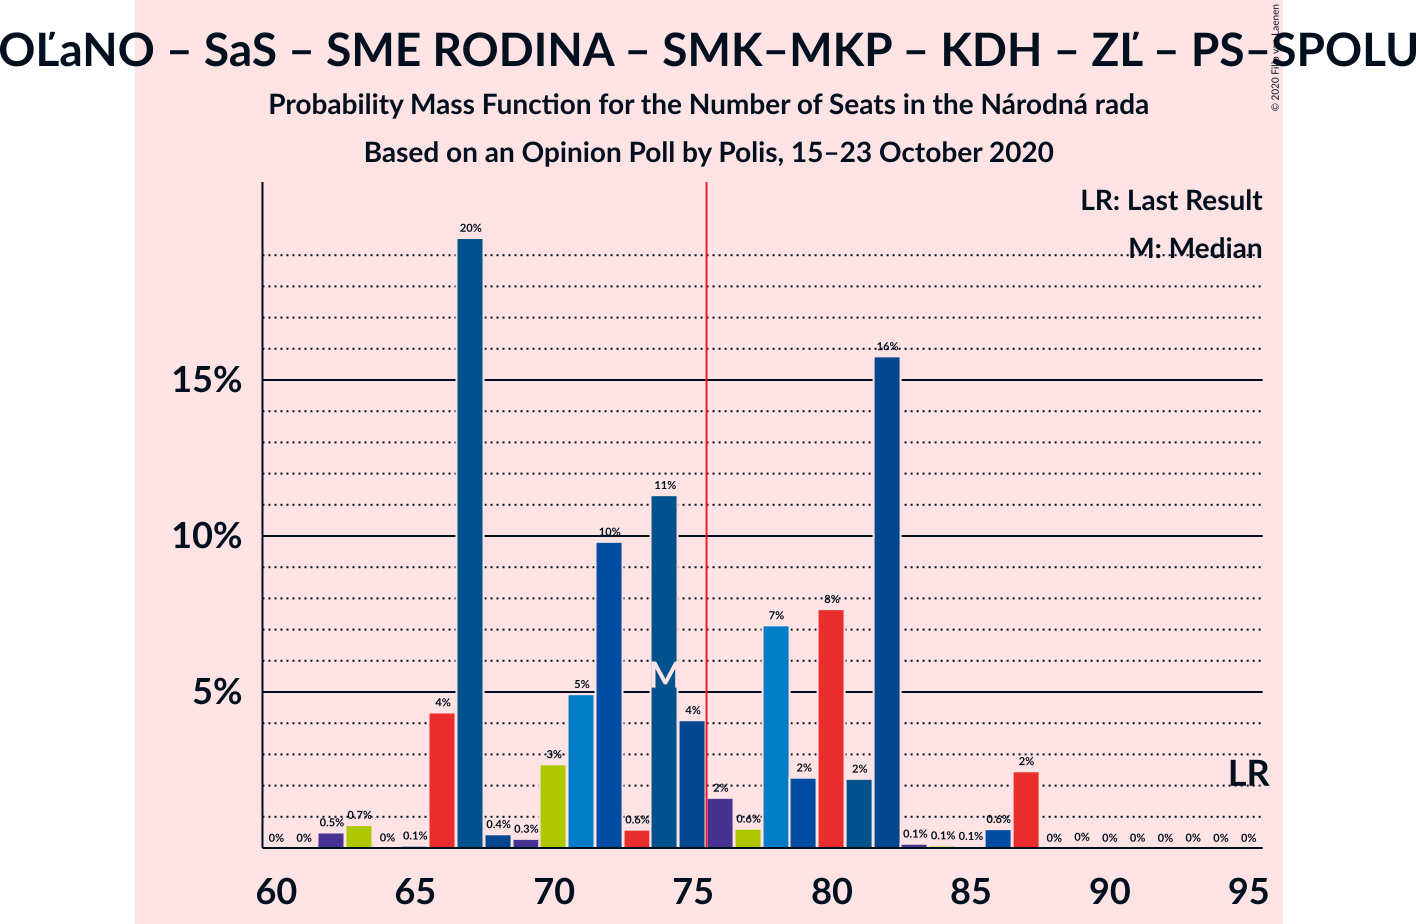 OĽaNO – SaS – SME RODINA – SMK–MKP – KDH – ZĽ – PS–SPOLU
Probability Mass Function for the Number of Seats in the Národná rada
Based on an Opinion Poll by Polis, 15–23 October 2020
© 2020 Filip van Laenen
LR: Last Result
M: Median
15%
10%
5%
0% 0% 0.5% 0.7% 0% 0.1% 4% 20% 0.4% 0.3% 3% 5% 10% 0.6% 11% 4% 2% 0.6% 7% 2% 8% 2% 16% 0.1% 0.1% 0.1% 0.6% 2% 0% 0% 0% 0% 0% 0% 0% 0%
M
LR
60 65 70 75 80 85 90 95